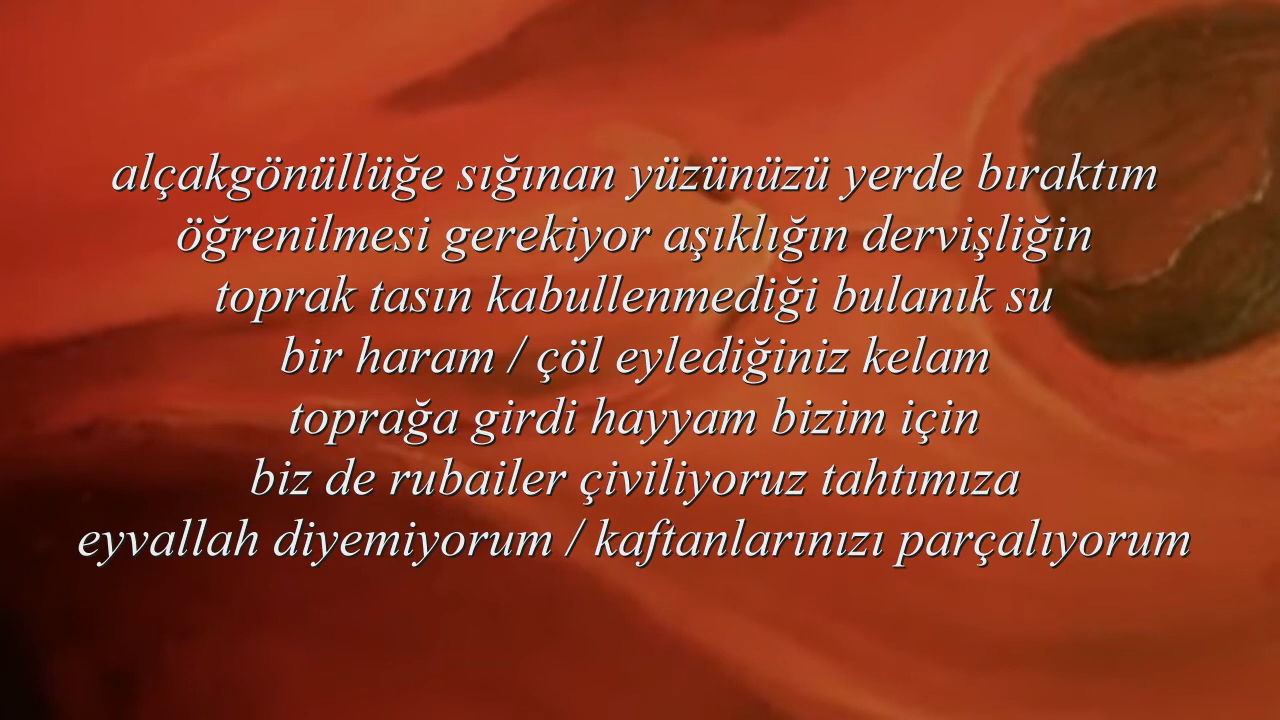 alçakgönüllüğe sığınan yüzünüzü yerde bıraktım
öğrenilmesi gerekiyor aşıklığın dervişliğin
toprak tasın kabullenmediği bulanık su
bir haram / çöl eylediğiniz kelam
toprağa girdi hayyam bizim için
biz de rubailer çiviliyoruz tahtımıza
eyvallah diyemiyorum / kaftanlarınızı parçalıyorum